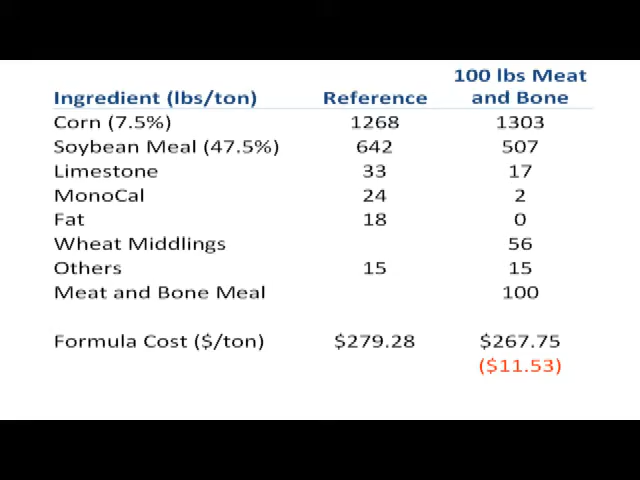 100 lbs Meat
Ingredient (lbs/ton) Reference and Bone
Corn (7.5%) 1268 1303
Soybean Meal (47.5%) 642 507
Limestone 33 17
MonoCal 24 2
Fat 18 0
Wheat Middlings 56
Others 15 15
Meat and Bone Meal 100
Formula Cost ($/ton) $279.28 $267.75
($11.53)